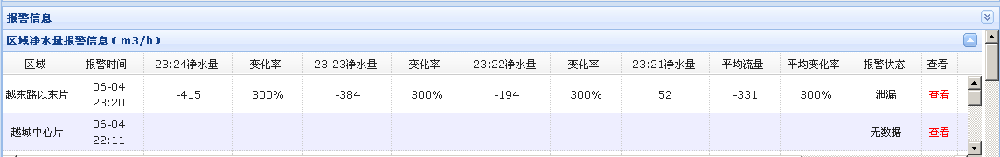 报警信息
区域净水量报警信息（m3/h）
区域 报警时间 23:24净水量 变化率 23:23净水量 变化率 23:22净水量 变化率 23:21净水量 平均流量 平均变化率 报警状态 查看
越东路以东片 06-04 23:20 -415 300% -384 300% -194 300% 52 -331 300% 泄漏 查看
越城中心片 06-04 22:11 - - - - - - - - - 无数据 查看